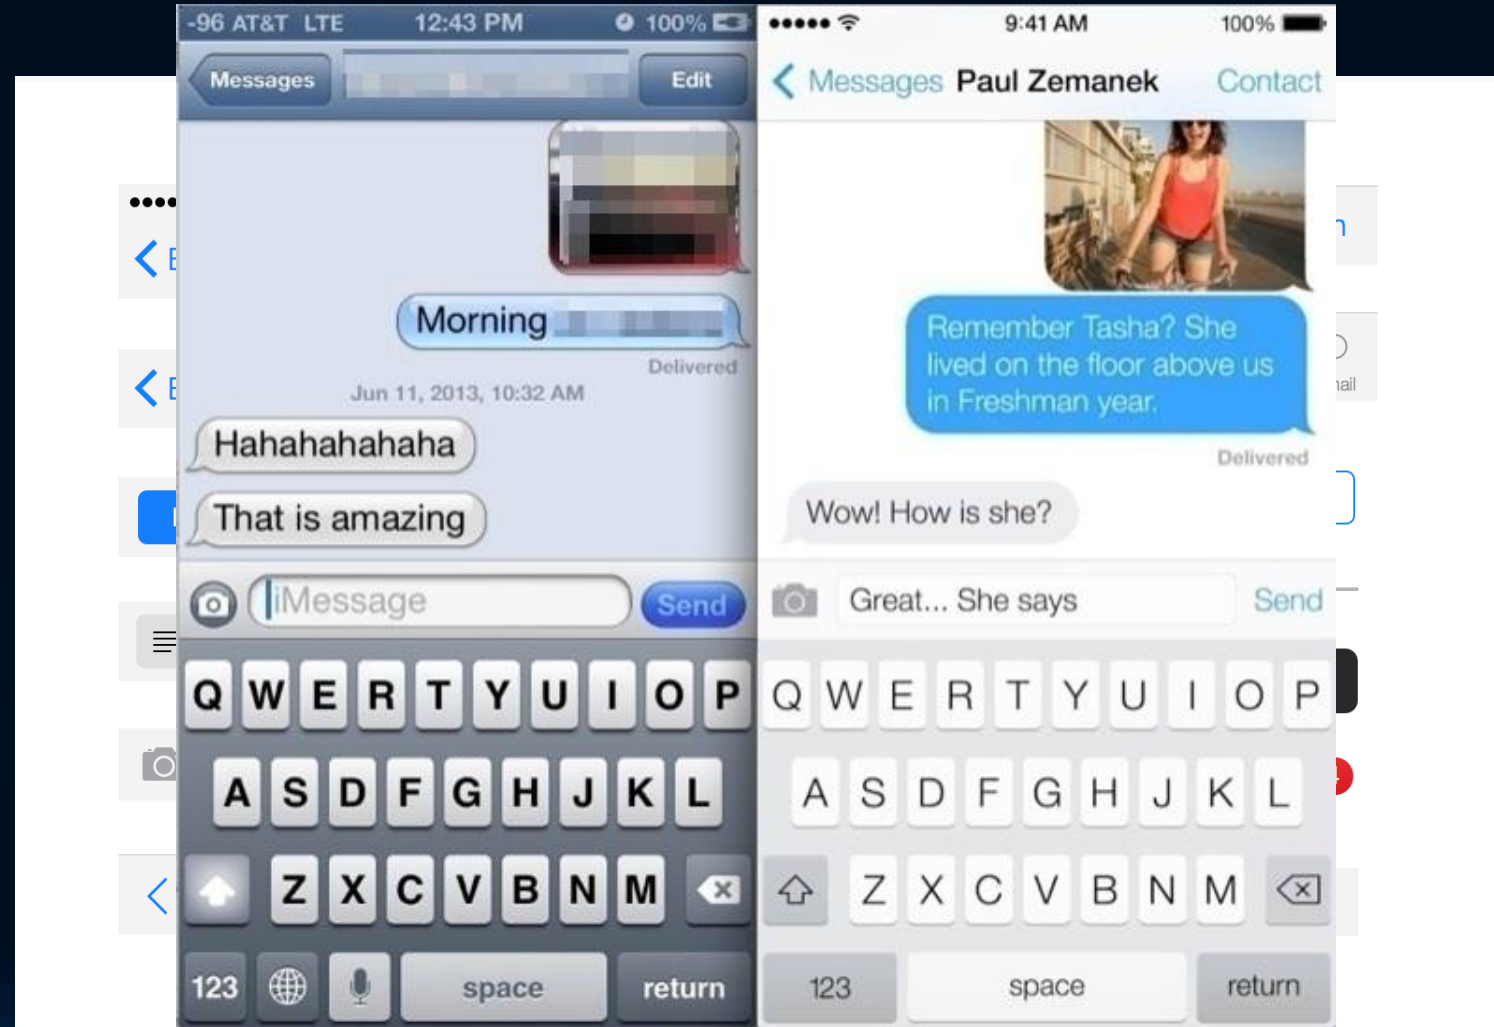 -96 AT&T LTE 12:43 PM 100%
Messages Edit
Morning
Delivered
Jun 11, 2013, 10:32 AM
Hahahahahaha
That is amazing
iMessage Send
Q W E R T Y U I O P
A S D F G H J K L
Z X C V B N M
123 space return
9:41 AM 100%
Messages Paul Zemanek Contact
Remember Tasha? She
lived on the floor above us
in Freshman year.
Delivered
Wow! How is she?
Great... She says Send
Q W E R T Y U I O P
A S D F G H J K L
Z X C V B N M
123 space return